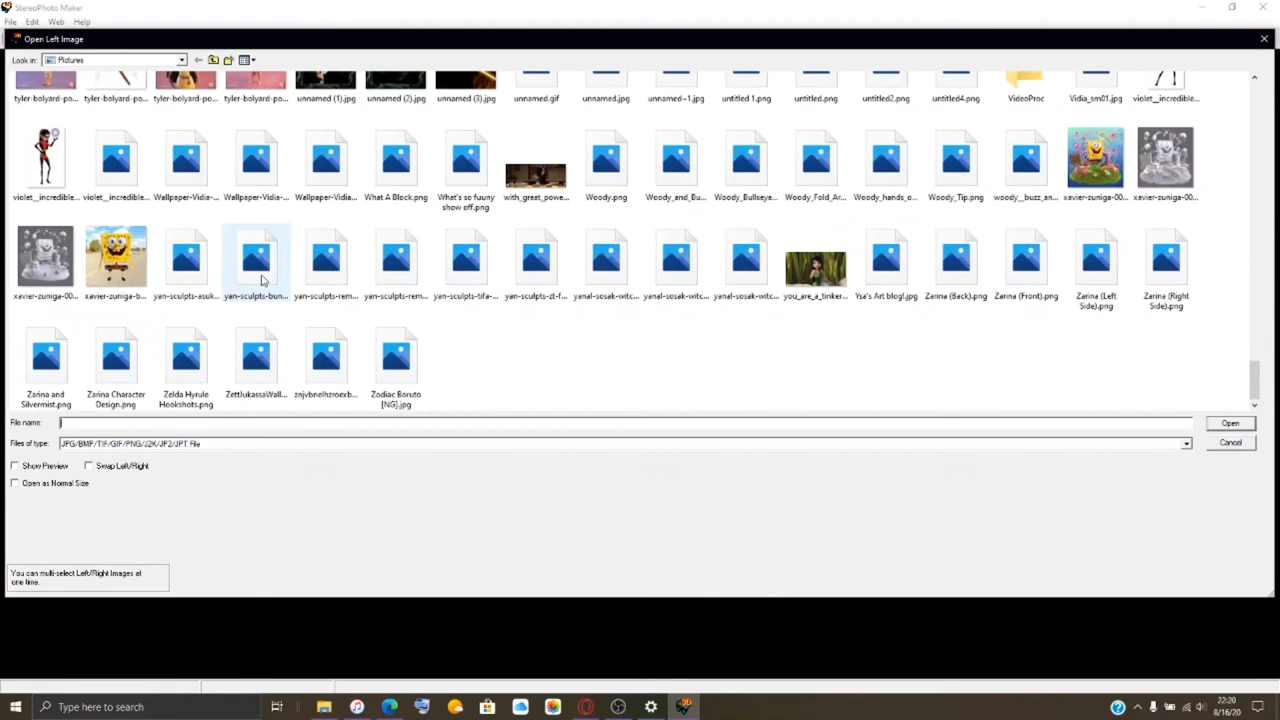 StereoPhoto Maker
File Edit Web Help
Open Left Image
Look in: Pictures
tyler-bolyard-po... tyler-bolyard-po... tyler-bolyard-po... tyler-bolyard-po... unnamed (1).jpg unnamed (2).jpg unnamed (3).jpg unnamed.gif unnamed.jpg unnamed~1.jpg untitled 1.png untitled.png untitled2.png untitled4.png VideoProc Vidia_sm01.jpg violet__incredible...
violet__incredible... violet__incredible... Wallpaper-Vidia-... Wallpaper-Vidia-... Wallpaper-Vidia... What A Block.png What's so fuuny show off.png with_great_powe... Woody.png Woody_and_Bu... Woody_Bullseye... Woody_Fold_Ar... Woody_hands_o... Woody_Tip.png woody__buzz_an... xavier-zuniga-00... xavier-zuniga-00...
xavier-zuniga-00... xavier-zuniga-b... yan-sculpts-asuk... yan-sculpts-bun... yan-sculpts-rem... yan-sculpts-rem... yan-sculpts-tifa-... yan-sculpts-zt-f... yanal-sosak-witc... yanal-sosak-witc... yanal-sosak-witc... you_are_a_tinker... Ysa's Art blog!.jpg Zarina (Back).png Zarina (Front).png Zarina (Left Side).png Zarina (Right Side).png
Zarina and Silvermist.png Zarina Character Design.png Zelda Hyrule Hookshots.png ZettJukassaWall... znjvbnelhzroexb... Zodiac Boruto [NG].jpg
File name: Open
Files of type: JPG/BMP/TIF/GIF/PNG/J2K/JP2/JPT File Cancel
Show Preview Swap Left/Right
Open as Normal Size
You can multi-select Left/Right Images at
one time.
Type here to search
22:20
8/16/20